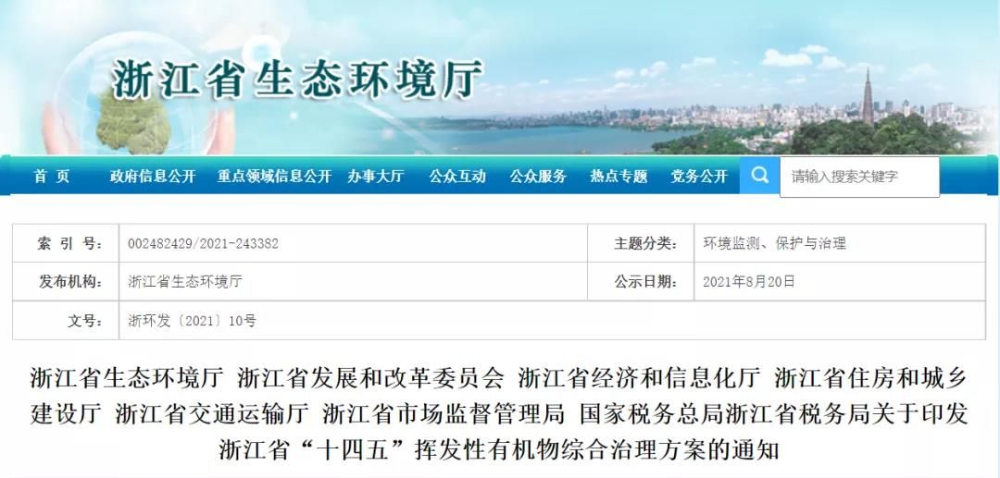 浙江省生态环境厅
首 页 政府信息公开 重点领域信息公开 办事大厅 公众互动 公众服务 热点专题 党务公开 请输入搜索关键字
索 引 号: 002482429/2021-243382 主题分类: 环境监测、保护与治理
发布机构: 浙江省生态环境厅 公示日期: 2021年8月20日
文号: 浙环发〔2021〕10号
浙江省生态环境厅 浙江省发展和改革委员会 浙江省经济和信息化厅 浙江省住房和城乡
建设厅 浙江省交通运输厅 浙江省市场监督管理局 国家税务总局浙江省税务局关于印发
浙江省“十四五”挥发性有机物综合治理方案的通知